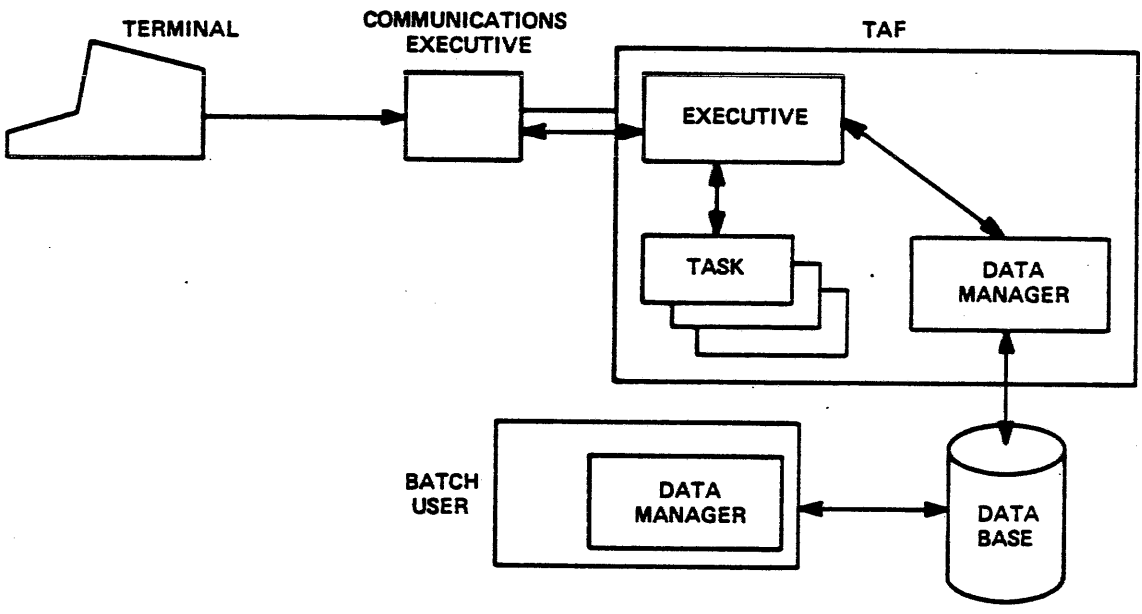 TERMINAL
COMMUNICATIONS
EXECUTIVE
TAF
EXECUTIVE
TASK
DATA
MANAGER
BATCH
USER
DATA
MANAGER
DATA
BASE